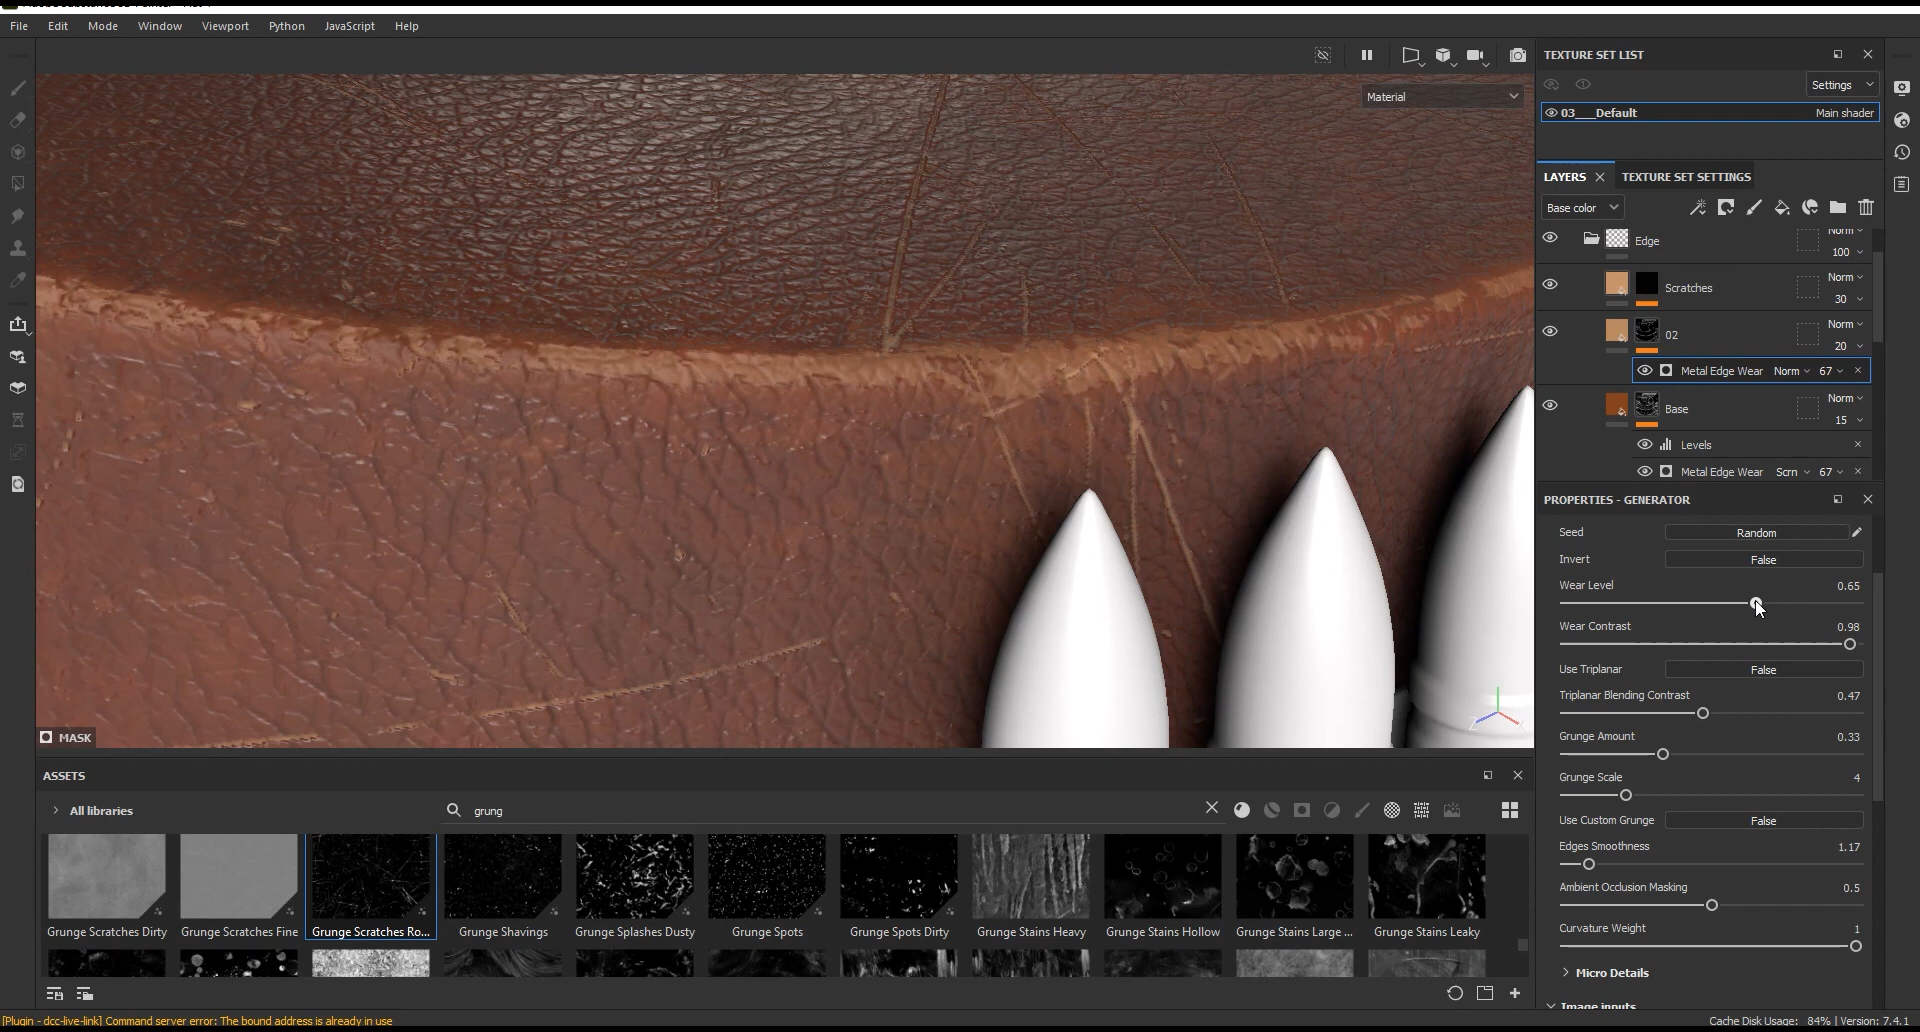 File Edit Mode Window Viewport Python JavaScript Help
Material
MASK
TEXTURE SET LIST
Settings
03___Default Main shader
LAYERS TEXTURE SET SETTINGS
Base color
Norm
Edge
100
Norm
Scratches
30
Norm
02
20
Metal Edge Wear Norm 67
Norm
Base
15
Levels
Metal Edge Wear Scrn 67
PROPERTIES - GENERATOR
Seed Random
Invert False
Wear Level 0.65
Wear Contrast 0.98
Use Triplanar False
Triplanar Blending Contrast 0.47
Grunge Amount 0.33
Grunge Scale 4
Use Custom Grunge False
Edges Smoothness 1.17
Ambient Occlusion Masking 0.5
Curvature Weight 1
Micro Details
Image inputs
ASSETS
All libraries
grung
Grunge Scratches Dirty Grunge Scratches Fine Grunge Scratches Ro... Grunge Shavings Grunge Splashes Dusty Grunge Spots Grunge Spots Dirty Grunge Stains Heavy Grunge Stains Hollow Grunge Stains Large ... Grunge Stains Leaky
[Plugin - dcc-live-link] Command server error: The bound address is already in use
Cache Disk Usage: 84% | Version: 7.4.1